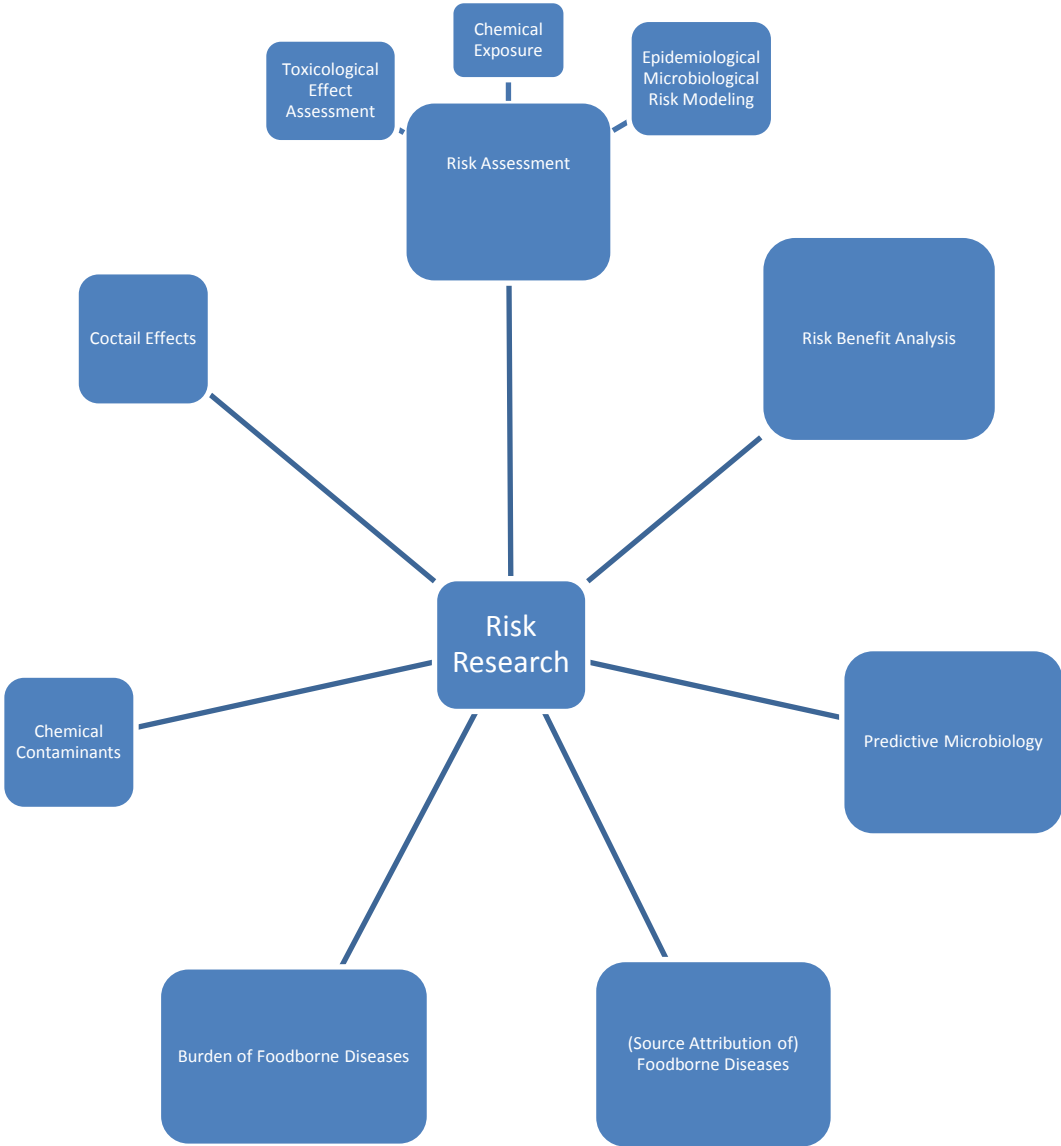 Chemical
Exposure
Toxicological
Effect
Assessment
Epidemiological
Microbiological
Risk Modeling
Risk Assessment
Coctail Effects
Risk Benefit Analysis
Risk
Research
Chemical
Contaminants
Predictive Microbiology
Burden of Foodborne Diseases
(Source Attribution of)
Foodborne Diseases